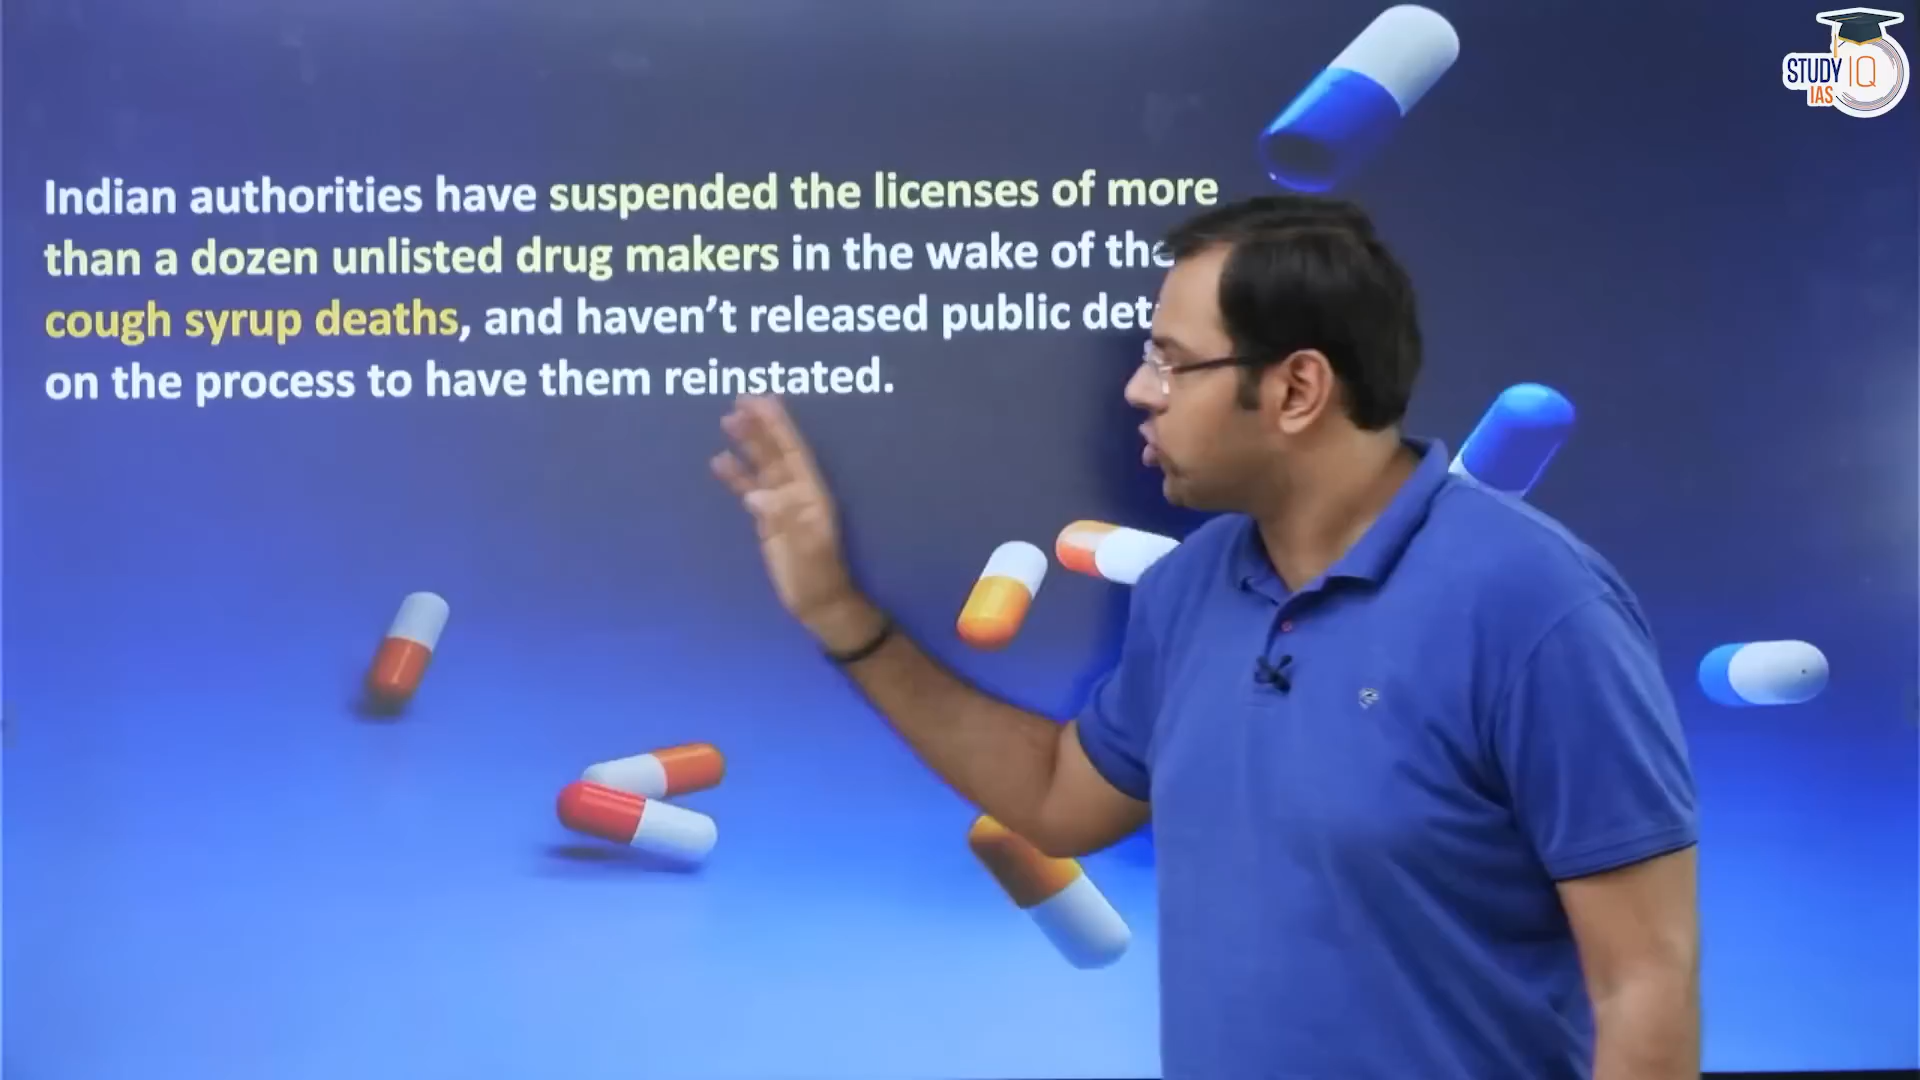 Indian authorities have suspended the licenses of more
than a dozen unlisted drug makers in the wake of the
cough syrup deaths, and haven't released public
on the process to have them reinstated.
STUDY IQ
IAS